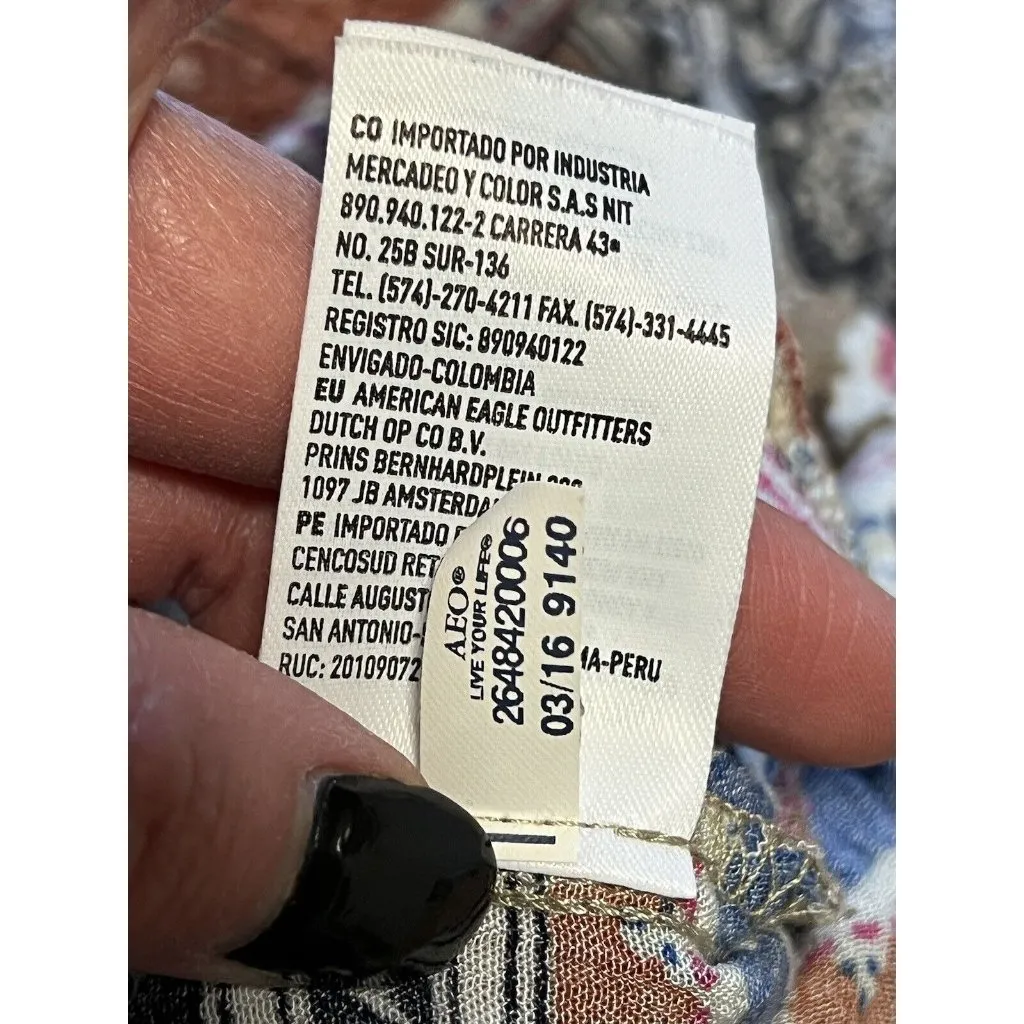 CO IMPORTADO POR INDUSTRIA
MERCADEO Y COLOR S.A.S NIT
890.940.122-2 CARRERA 43ª
NO. 25B SUR-136
TEL. (574)-270-4211 FAX. (574)-331-4445
REGISTRO SIC: 890940122
ENVIGADO-COLOMBIA
EU AMERICAN EAGLE OUTFITTERS
DUTCH OP CO B.V.
PRINS BERNHARDPLEIN
1097 JB AMSTERDA
PE IMPORTADO
CENCOSUD RET
CALLE AUGUST
SAN ANTONIO-
RUC: 20109072 MA-PERU
AEO®
LIVE YOUR LIFE®
2648420006
03/16 9140